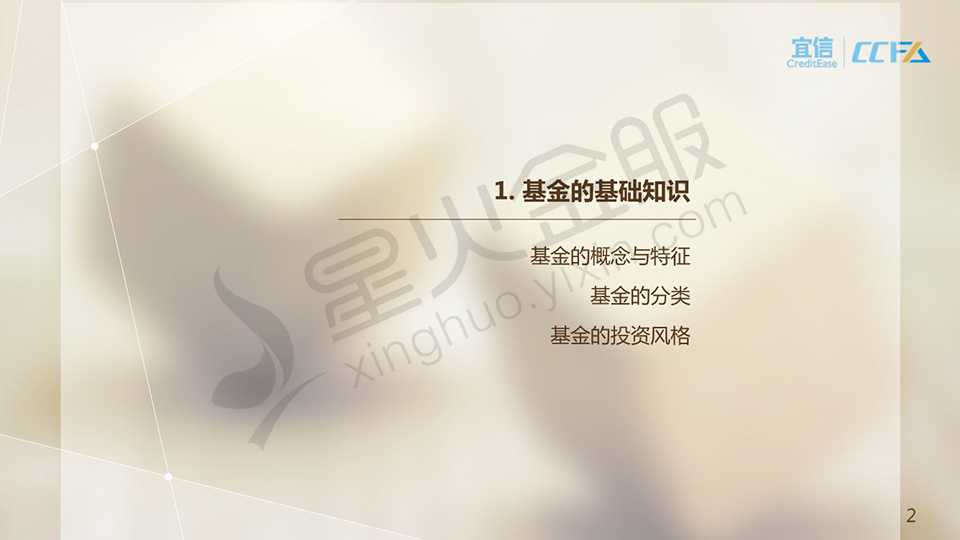 宜信
CreditEase
CCFA
1. 基金的基础知识
基金的概念与特征
基金的分类
基金的投资风格
星火金服
xinghuo.yixin.com
2